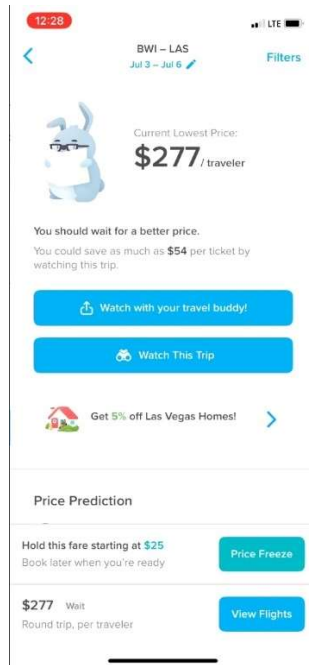 12:28
LTE
BWI – LAS
Jul 3 – Jul 6
Filters
Current Lowest Price:
$277/ traveler
You should wait for a better price.
You could save as much as $54 per ticket by
watching this trip.
Watch with your travel buddy!
Watch This Trip
Get 5% off Las Vegas Homes!
Price Prediction
Hold this fare starting at $25
Book later when you're ready
Price Freeze
$277 Wait
Round trip, per traveler
View Flights